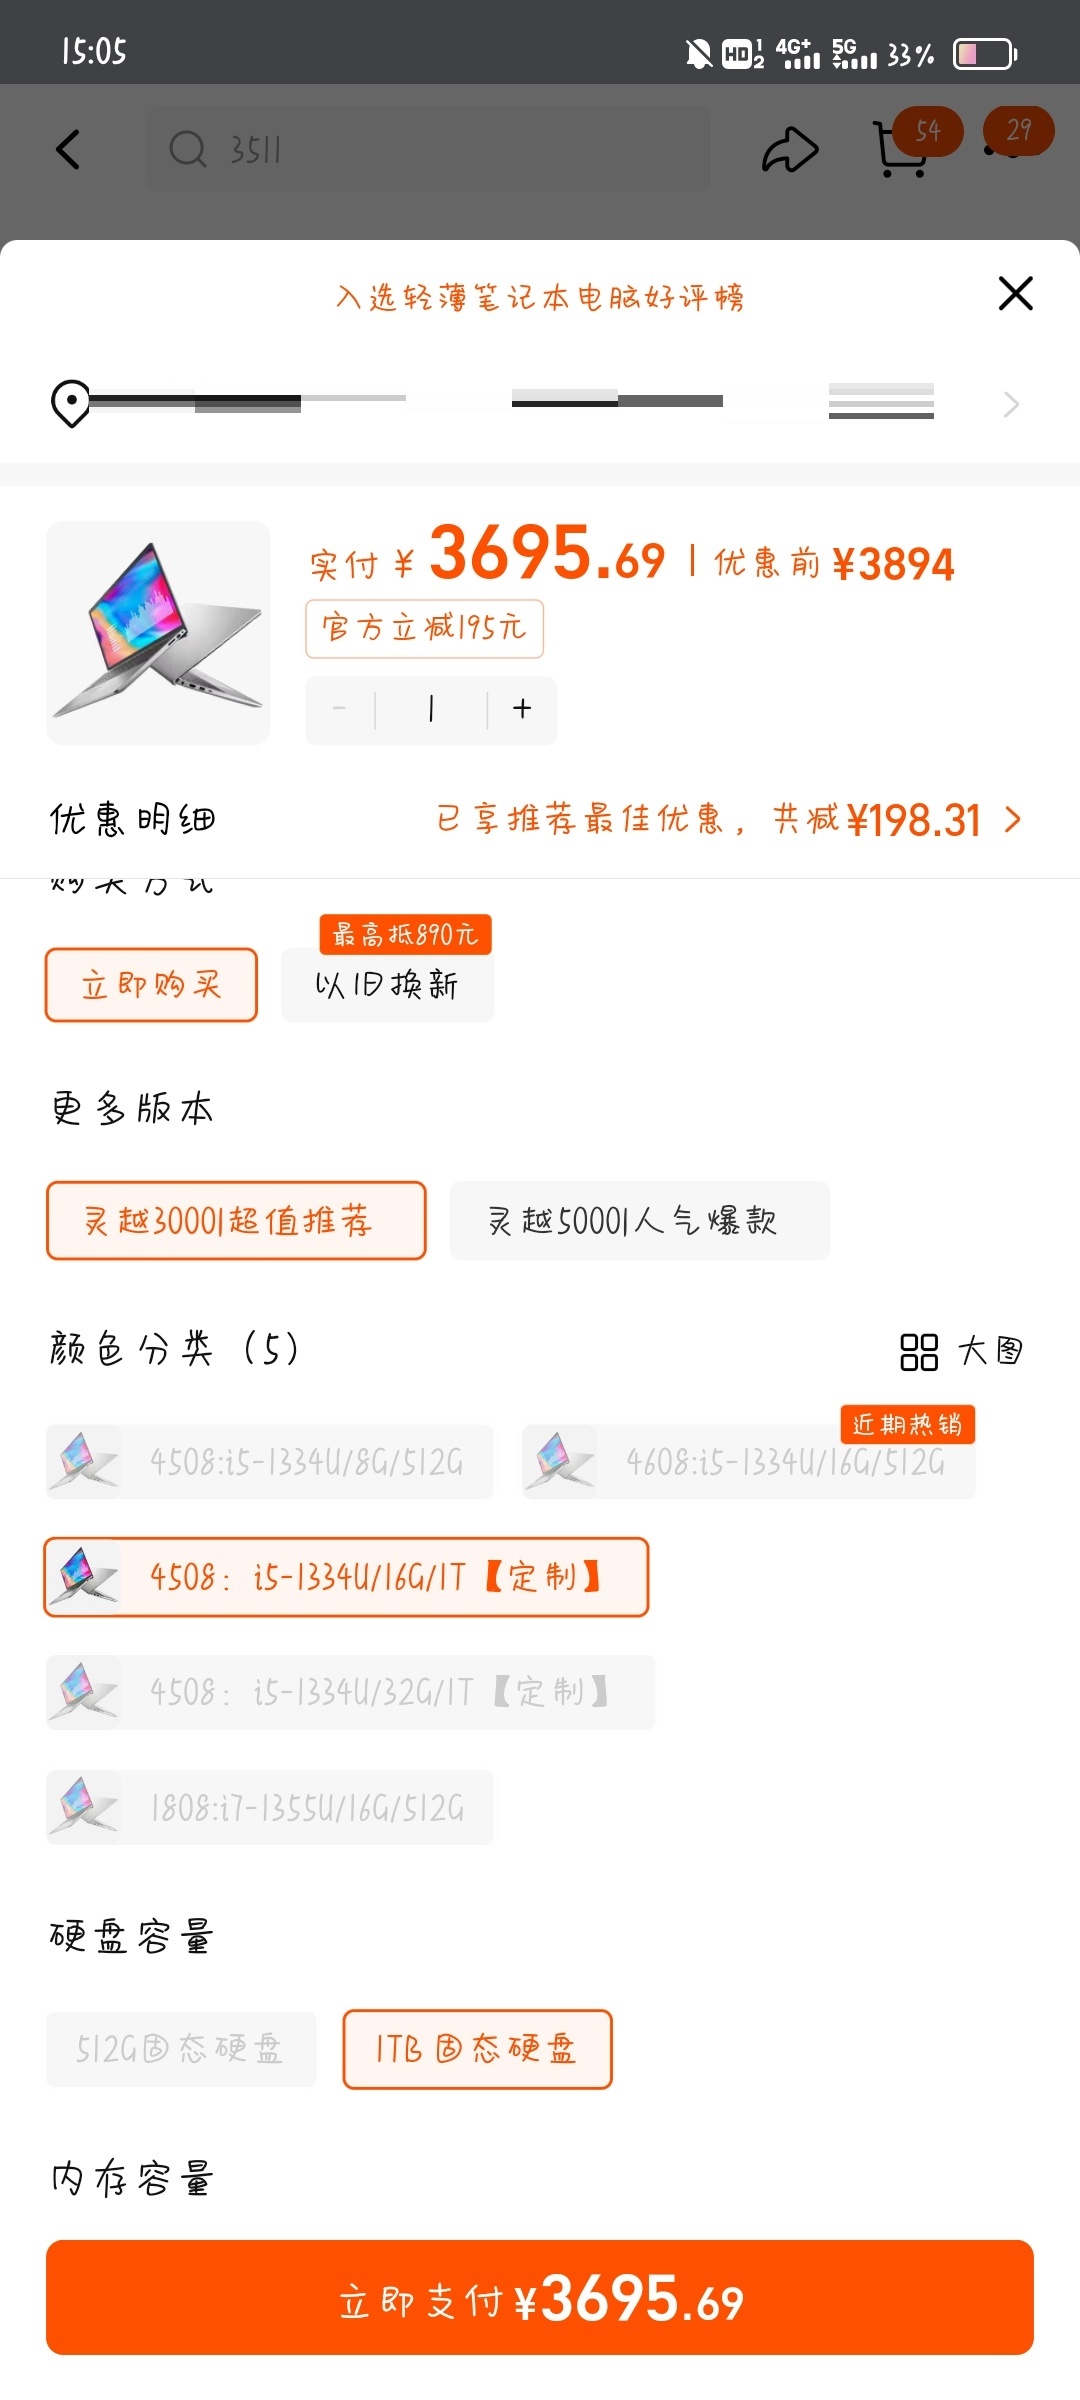 15:05
HD 1 2 4G+ 5G 33%
3511
54
29
入选轻薄笔记本电脑好评榜
实付 ¥3695.69 | 优惠前 ¥3894
官方立减195元
- 1 +
优惠明细 已享推荐最佳优惠，共减¥198.31
购买方式
最高抵890元
立即购买 以旧换新
更多版本
灵越3000|超值推荐 灵越5000|人气爆款
颜色分类（5） 大图
近期热销
4508:i5-1334U/8G/512G 4608:i5-1334U/16G/512G
4508：i5-1334U/16G/1T【定制】
4508：i5-1334U/32G/1T【定制】
1808:i7-1355U/16G/512G
硬盘容量
512G固态硬盘 1TB 固态硬盘
内存容量
立即支付 ¥3695.69